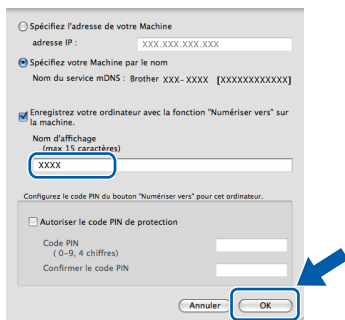 Spécifiez l'adresse de votre Machine
adresse IP :
XXX.XXX.XXX.XXX
Spécifiez votre Machine par le nom
Nom du service mDNS : Brother XXX-XXXX [XXXXXXXXXXXX]
Enregistrez votre ordinateur avec la fonction "Numériser vers" sur
la machine.
Nom d'affichage
(max 15 caractères)
XXXX
Configurez le code PIN du bouton "Numériser vers" pour cet ordinateur.
Autoriser le code PIN de protection
Code PIN
( 0-9, 4 chiffres)
Confirmer le code PIN
Annuler OK